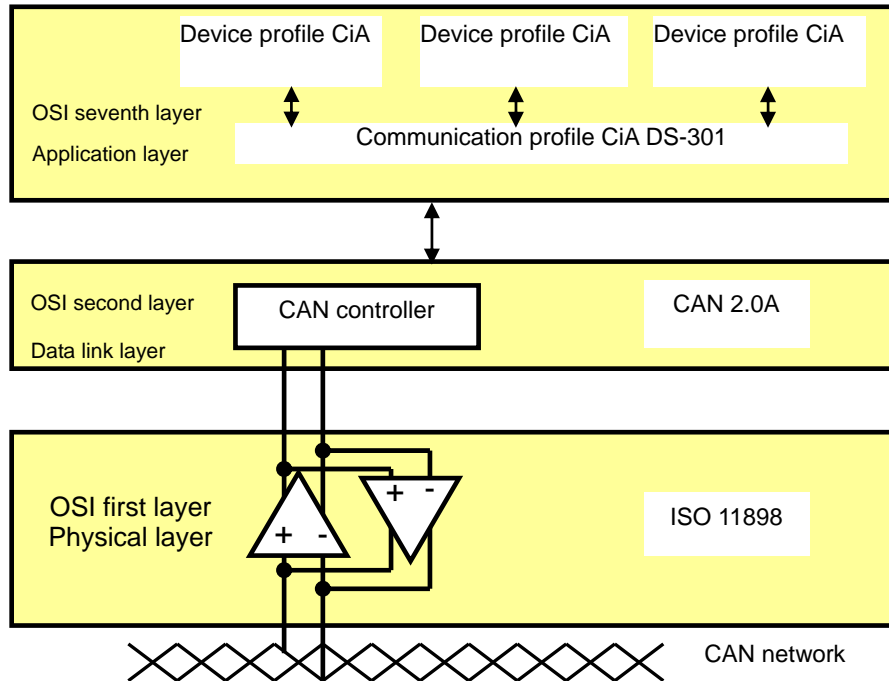 Device profile CiA
Device profile CiA
Device profile CiA
OSI seventh layer
Application layer
Communication profile CiA DS-301
OSI second layer
Data link layer
CAN controller
CAN 2.0A
OSI first layer
Physical layer
+ -
+ -
ISO 11898
CAN network